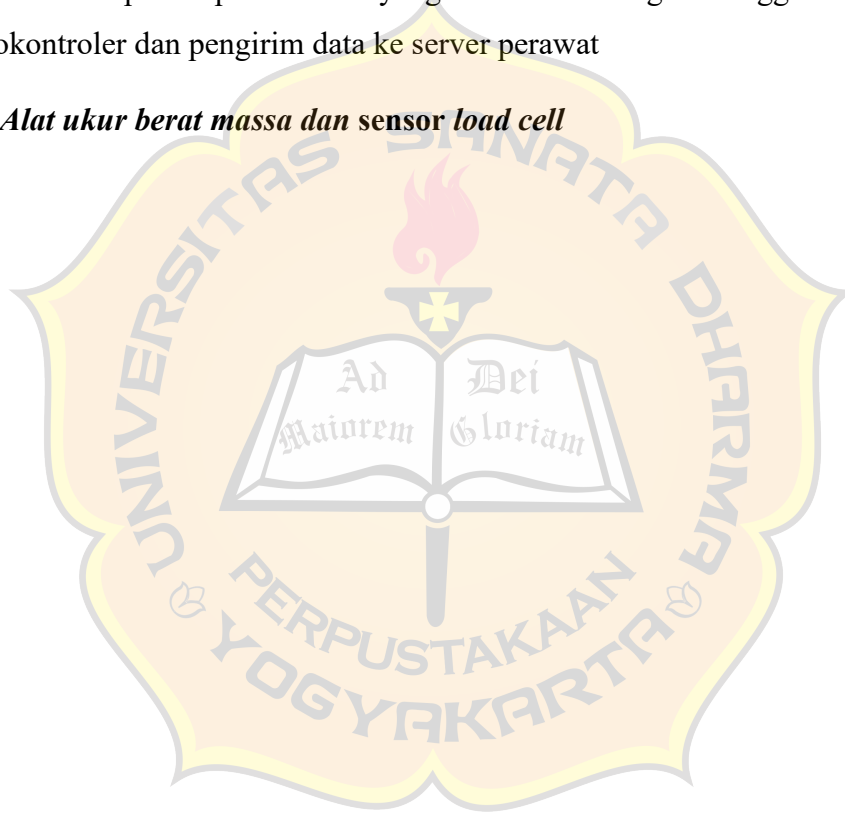 okontroler dan pengirim data ke server perawat
Alat ukur berat massa dan sensor load cell
UNIVERSITAS SANATA DHARMA
Ad
Maiorem
Dei
Gloriam
PERPUSTAKAAN
YOGYAKARTA